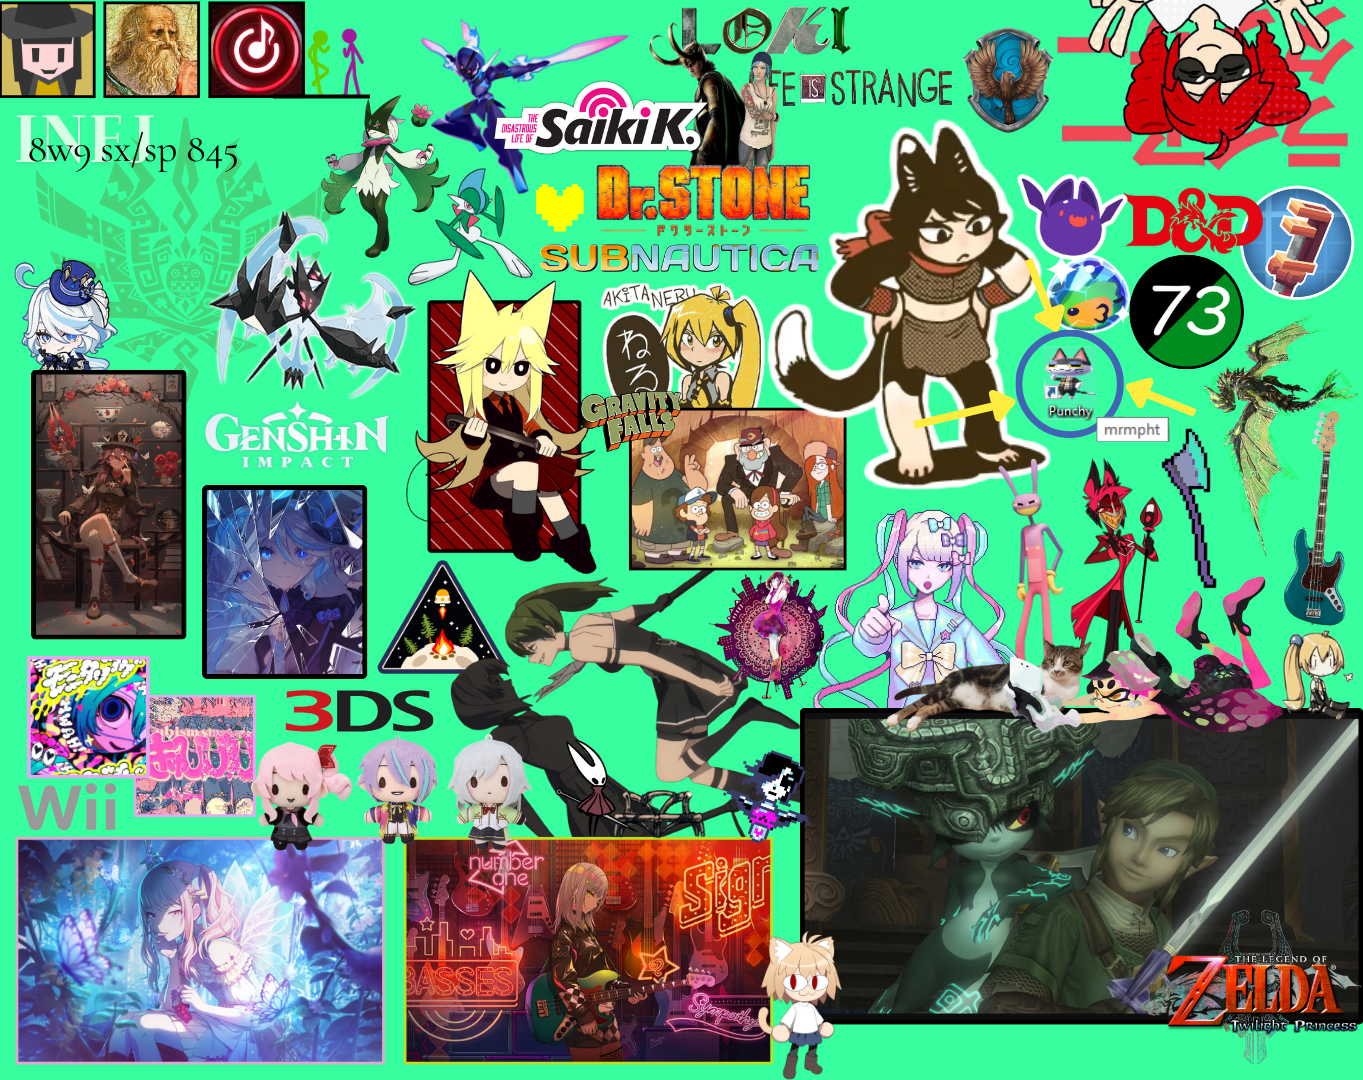 LOKI
LIFE IS STRANGE
INFJ
8w9 sx/sp 845
THE
DISASTROUS
LIFE OF
Saiki K.
Dr.STONE
ドクターストーン
SUBNAUTICA
D&D
73
AKITA NERU
ねる
GRAVITY
FALLS
Punchy
mrmpht
GENSHIN
IMPACT
3DS
Wii
number
one
Sign
BASSES
Sympathy
THE LEGEND OF
ZELDA
Twilight Princess